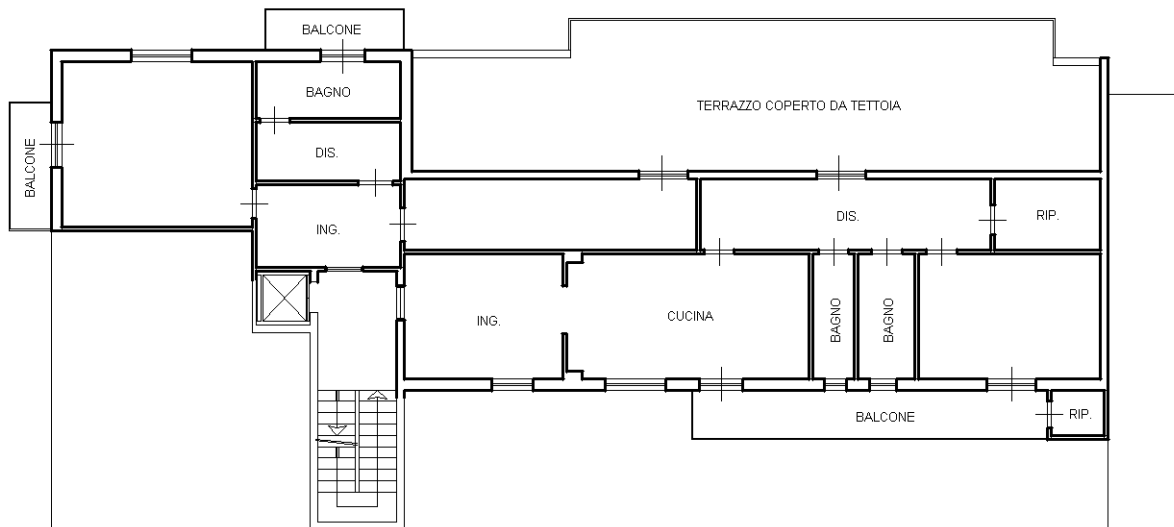 BALCONE
BAGNO
TERRAZZO COPERTO DA TETTOIA
BALCONE
DIS.
ING.
DIS.
RIP.
ING.
CUCINA
BAGNO
BAGNO
BALCONE
RIP.